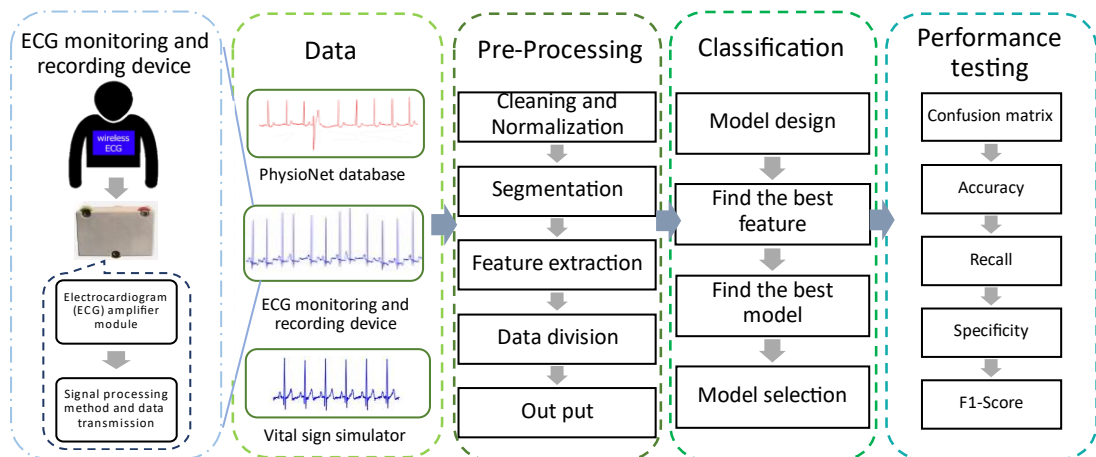 ECG monitoring and
recording device
wireless
ECG
Electrocardiogram
(ECG) amplifier
module
Signal processing
method and data
transmission
Data
PhysioNet database
ECG monitoring and
recording device
Vital sign simulator
Pre-Processing
Cleaning and
Normalization
Segmentation
Feature extraction
Data division
Out put
Classification
Model design
Find the best
feature
Find the best
model
Model selection
Performance
testing
Confusion matrix
Accuracy
Recall
Specificity
F1-Score